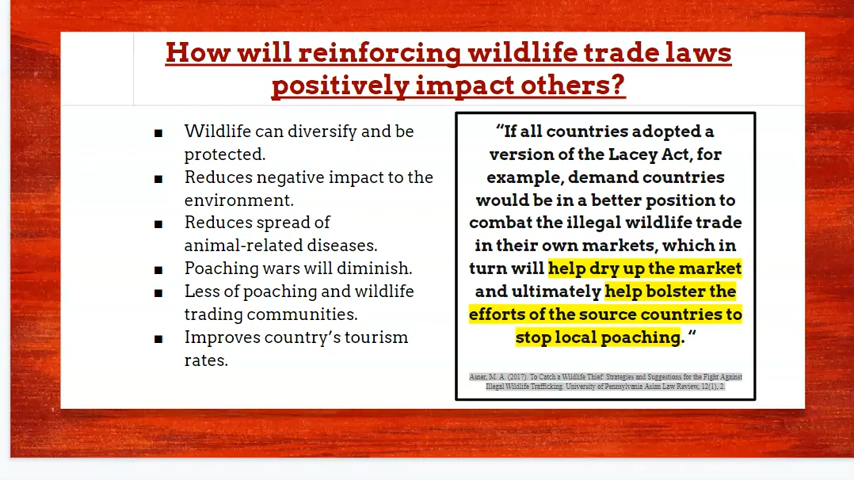 How will reinforcing wildlife trade laws
positively impact others?
■ Wildlife can diversify and be
protected.
■ Reduces negative impact to the
environment.
■ Reduces spread of
animal-related diseases.
■ Poaching wars will diminish.
■ Less of poaching and wildlife
trading communities.
■ Improves country’s tourism
rates.
“If all countries adopted a
version of the Lacey Act, for
example, demand countries
would be in a better position to
combat the illegal wildlife trade
in their own markets, which in
turn will help dry up the market
and ultimately help bolster the
efforts of the source countries to
stop local poaching. “
Asner, M. A. (2017). To Catch a Wildlife Thief: Strategies and Suggestions for the Fight Against
Illegal Wildlife Trafficking. University of Pennsylvania Asian Law Review, 12(1), 2.